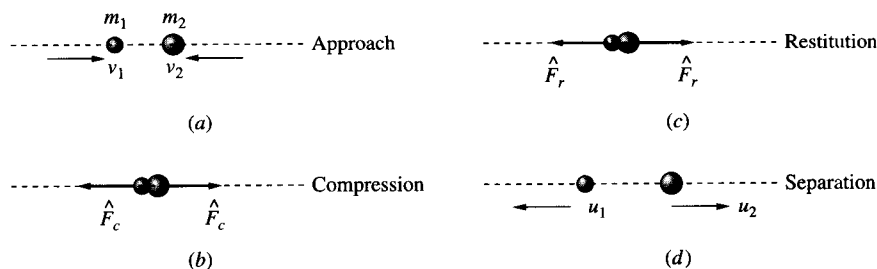 m₁ m₂
Approach
v₁ v₂
(a)
Compression
F̂c F̂c
(b)
Restitution
F̂r F̂r
(c)
Separation
u₁ u₂
(d)